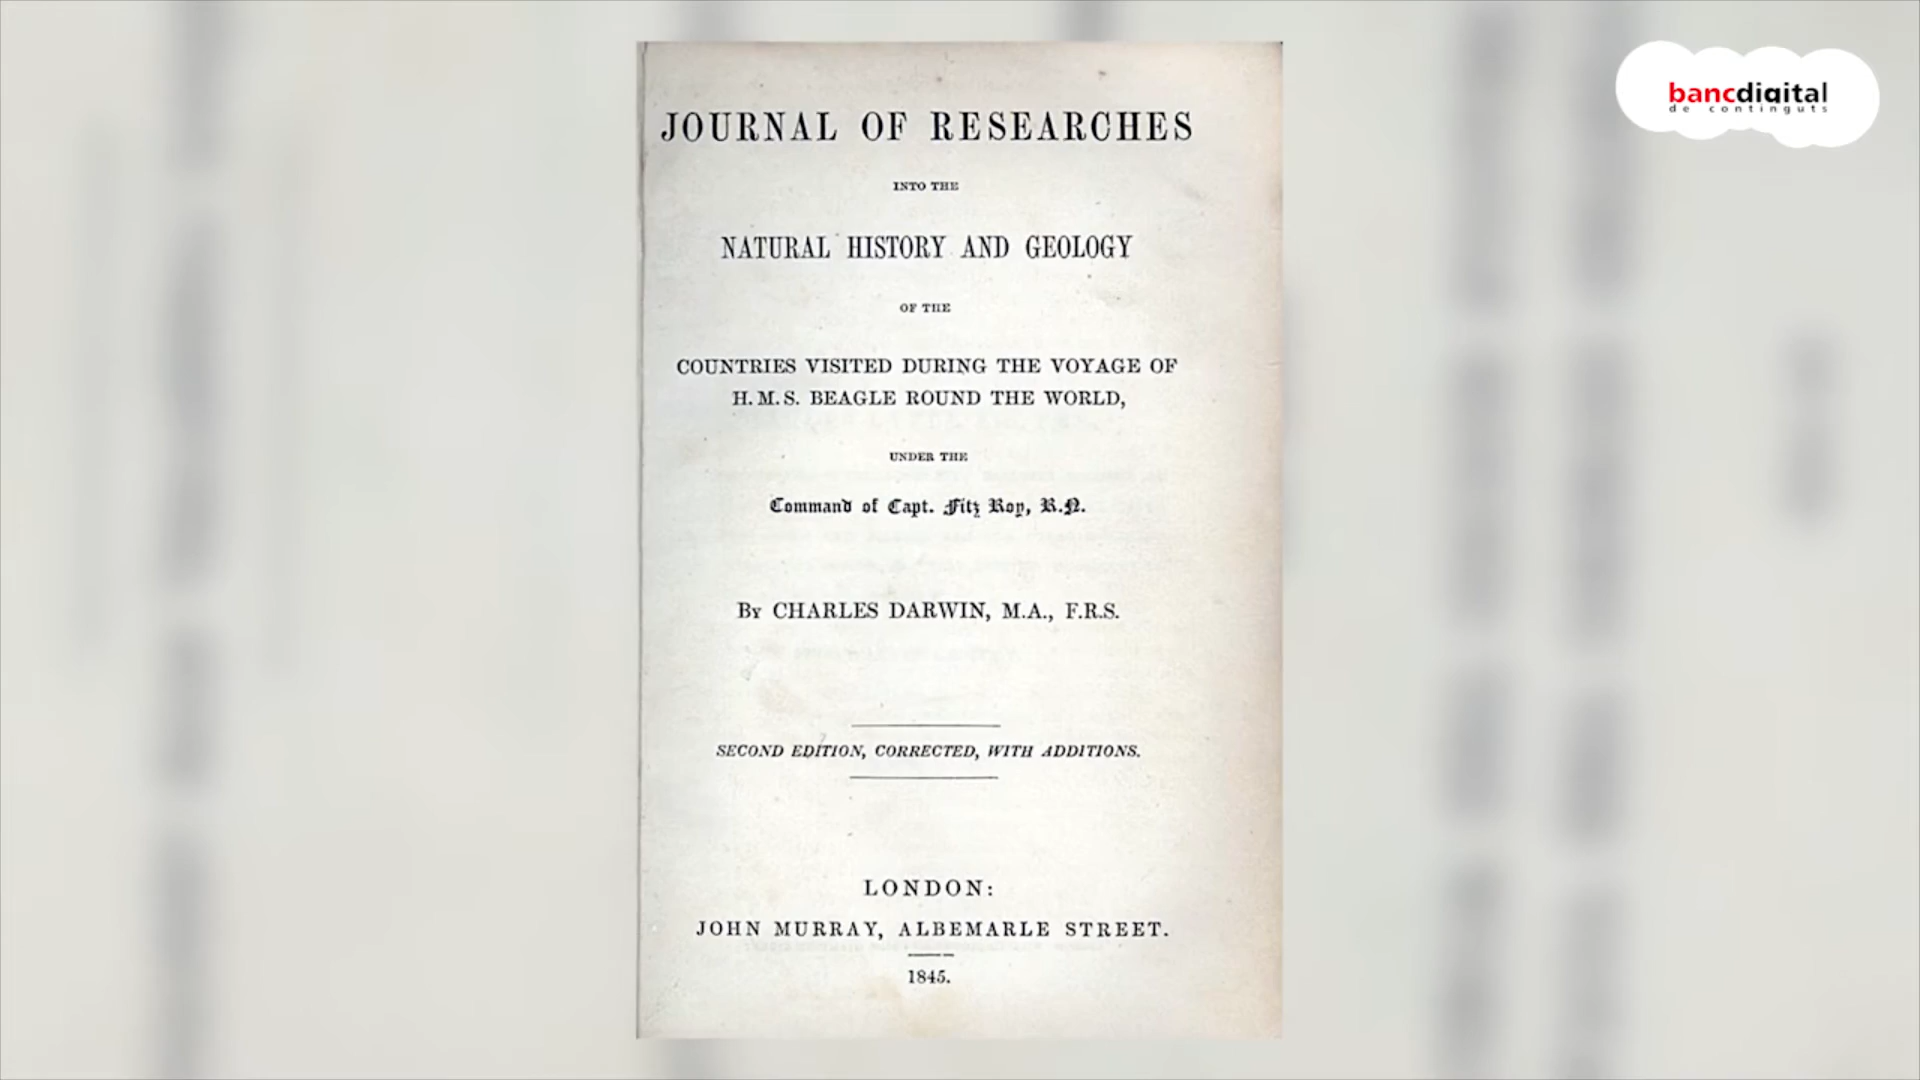 JOURNAL OF RESEARCHES
INTO THE
NATURAL HISTORY AND GEOLOGY
OF THE
COUNTRIES VISITED DURING THE VOYAGE OF
H. M. S. BEAGLE ROUND THE WORLD,
UNDER THE
Command of Capt. Fitz Roy, R.N.
By CHARLES DARWIN, M.A., F.R.S.
SECOND EDITION, CORRECTED, WITH ADDITIONS.
LONDON:
JOHN MURRAY, ALBEMARLE STREET.
1845.
bancdigital
de continguts